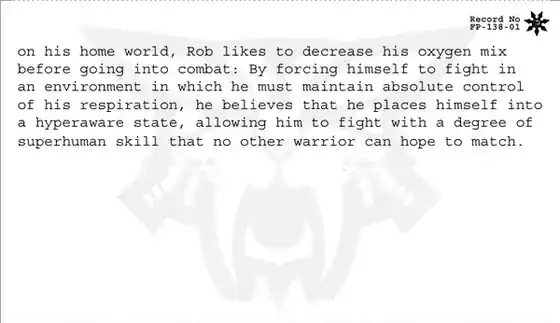 Record No
FP-138-01
on his home world, Rob likes to decrease his oxygen mix
before going into combat: By forcing himself to fight in
an environment in which he must maintain absolute control
of his respiration, he believes that he places himself into
a hyperaware state, allowing him to fight with a degree of
superhuman skill that no other warrior can hope to match.